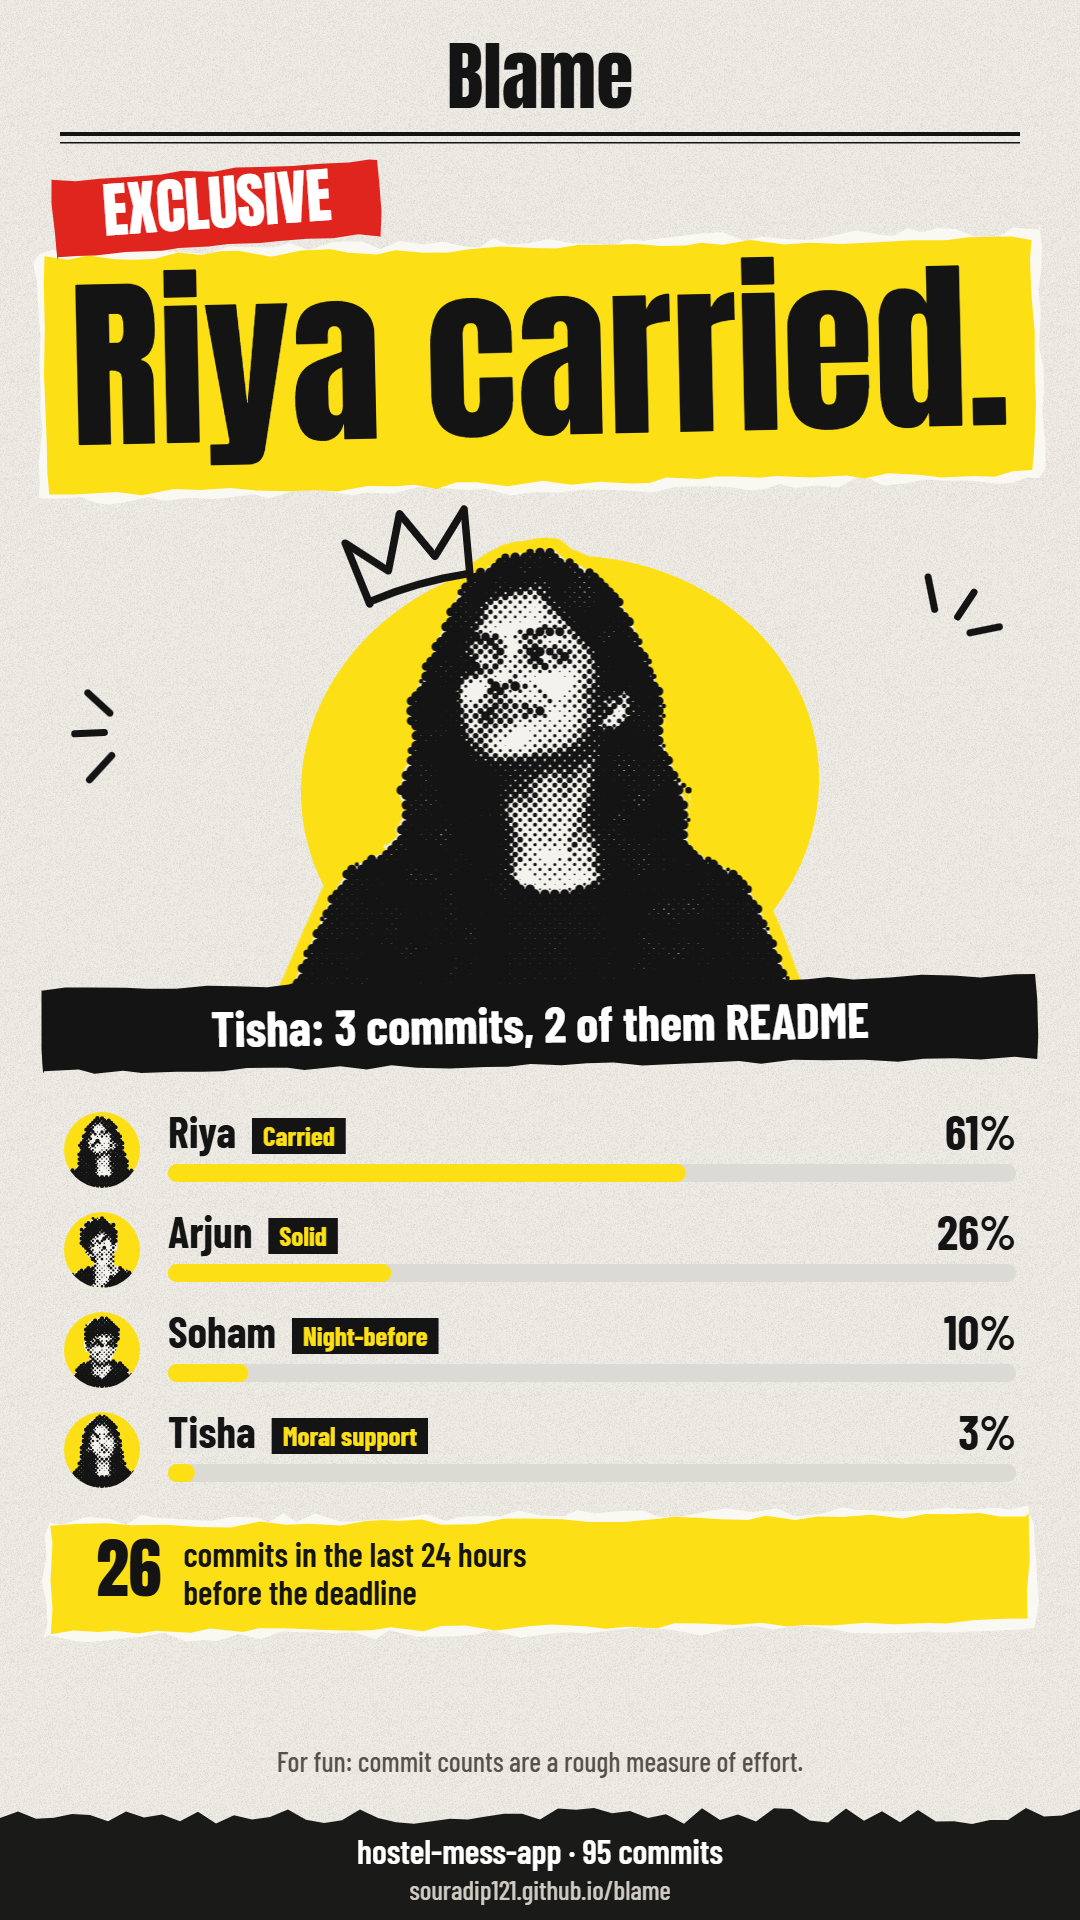 Blame
EXCLUSIVE
Riya carried.
Tisha: 3 commits, 2 of them README
Riya Carried 61%
Arjun Solid 26%
Soham Night-before 10%
Tisha Moral support 3%
26 commits in the last 24 hours
before the deadline
For fun: commit counts are a rough measure of effort.
hostel-mess-app · 95 commits
souradip121.github.io/blame